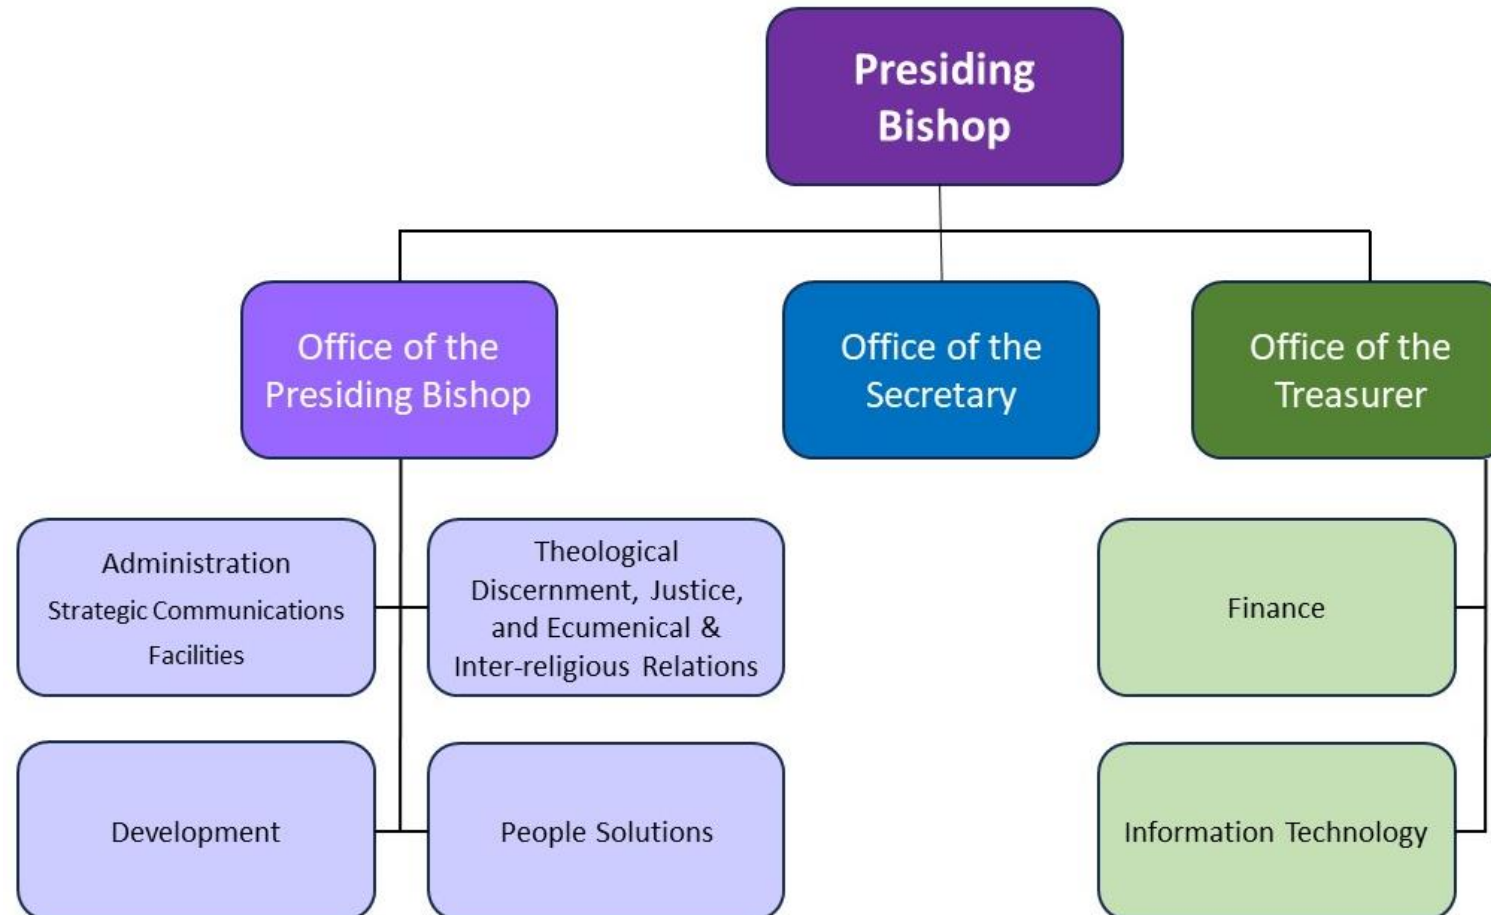 Presiding
Bishop
Office of the
Presiding Bishop
Office of the
Secretary
Office of the
Treasurer
Administration
Strategic Communications
Facilities
Theological
Discernment, Justice,
and Ecumenical &
Inter-religious Relations
Finance
Development
People Solutions
Information Technology